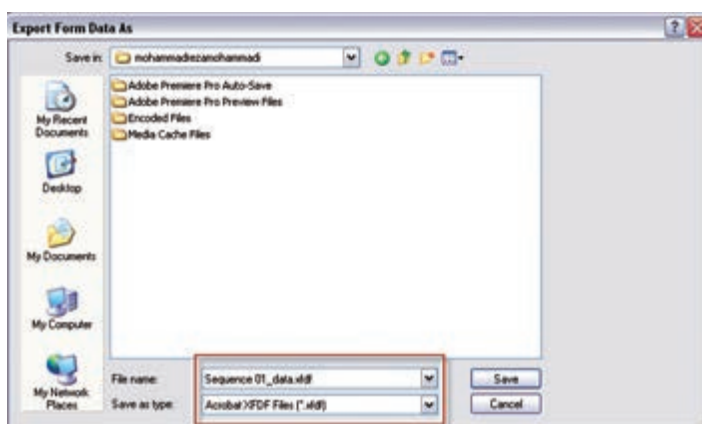 Export Form Data As
Save in: mohammadrezamohammadi
Adobe Premiere Pro Auto-Save
Adobe Premiere Pro Preview Files
Encoded Files
Media Cache Files
My Recent
Documents
Desktop
My Documents
My Computer
My Network
Places
File name: Sequence 01_data.xfdf
Save as type: Acrobat XFDF Files (*.xfdf)
Save
Cancel